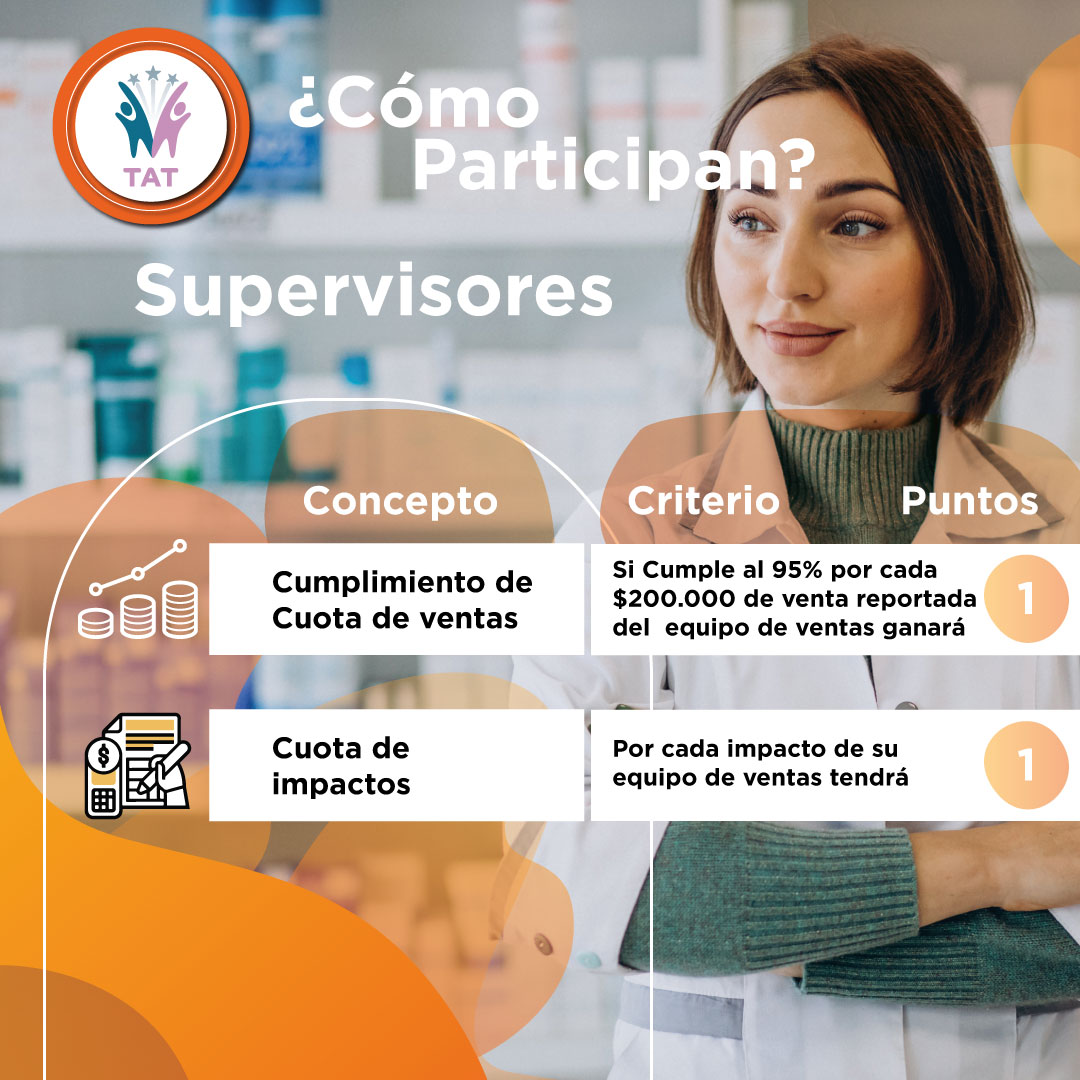 TAT
¿Cómo
Participan?
Supervisores
Concepto
Criterio
Puntos
Cumplimiento de
Cuota de ventas
Si Cumple al 95% por cada
$200.000 de venta reportada
del equipo de ventas ganará
1
Cuota de
impactos
Por cada impacto de su
equipo de ventas tendrá
1
$